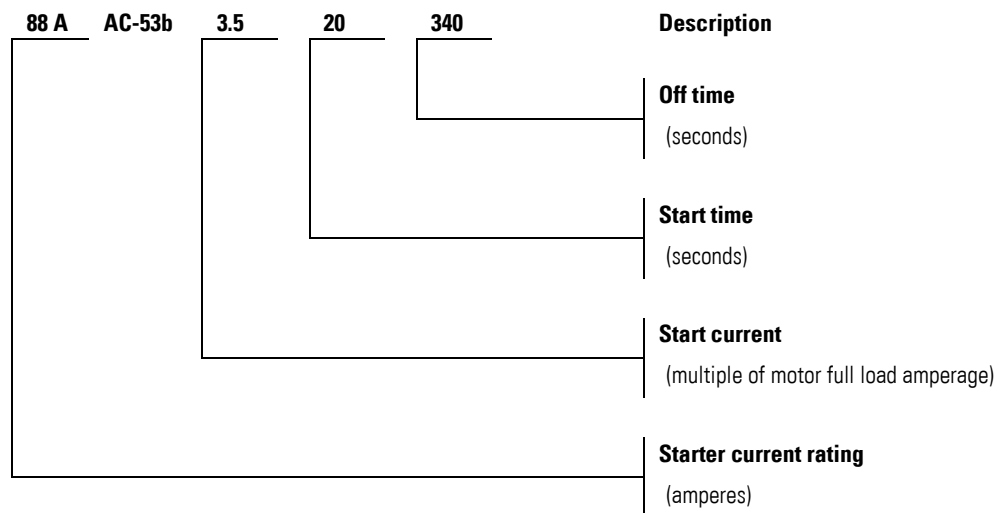 88 A AC-53b 3.5 20 340 Description
Off time
(seconds)
Start time
(seconds)
Start current
(multiple of motor full load amperage)
Starter current rating
(amperes)